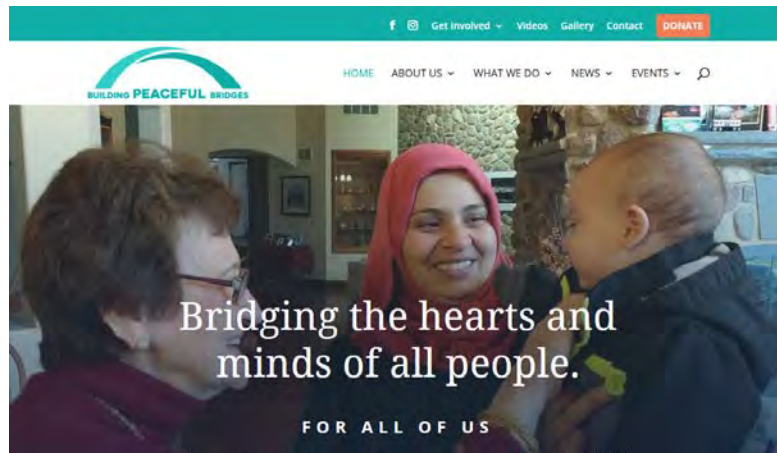 Get Involved Videos Gallery Contact DONATE
BUILDING PEACEFUL BRIDGES
HOME ABOUT US WHAT WE DO NEWS EVENTS
Bridging the hearts and
minds of all people.
FOR ALL OF US